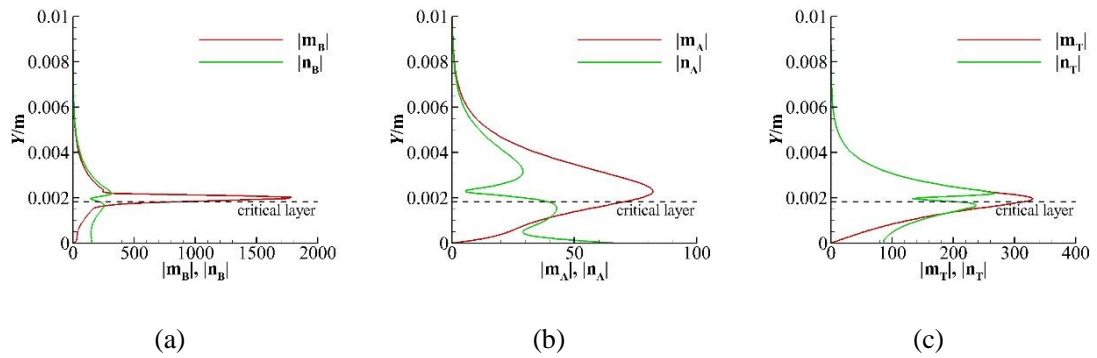 0.01
0.008
0.006
0.004
0.002
0
Y/m
|m_B|
|n_B|
critical layer
0 500 1000 1500 2000
|m_B|, |n_B|
(a)
0.01
0.008
0.006
0.004
0.002
0
Y/m
|m_A|
|n_A|
critical layer
0 50 100
|m_A|, |n_A|
(b)
0.01
0.008
0.006
0.004
0.002
0
Y/m
|m_T|
|n_T|
critical layer
0 100 200 300 400
|m_T|, |n_T|
(c)